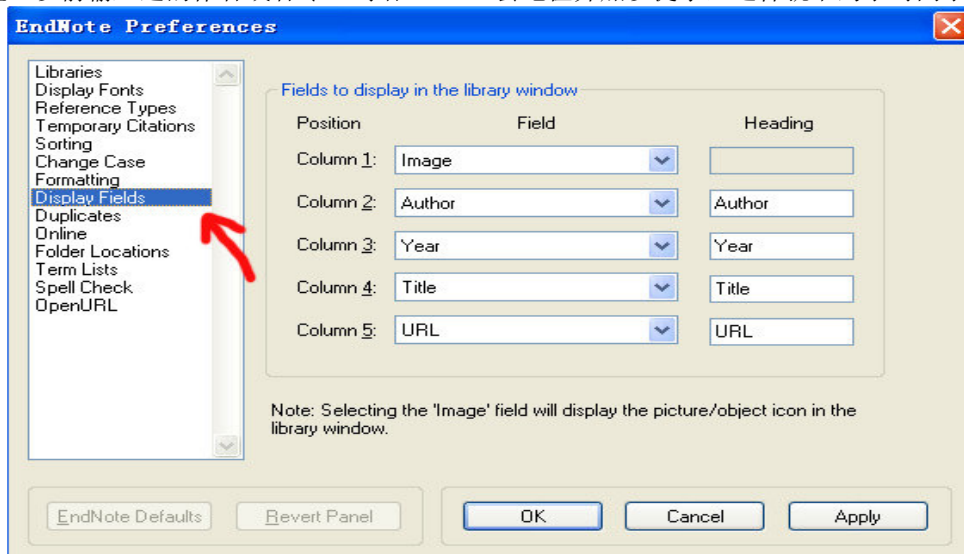 EndNote Preferences
Libraries
Display Fonts
Reference Types
Temporary Citations
Sorting
Change Case
Formatting
Display Fields
Duplicates
Online
Folder Locations
Term Lists
Spell Check
OpenURL
Fields to display in the library window
Position Field Heading
Column 1: Image
Column 2: Author Author
Column 3: Year Year
Column 4: Title Title
Column 5: URL URL
Note: Selecting the 'Image' field will display the picture/object icon in the
library window.
EndNote Defaults Revert Panel OK Cancel Apply